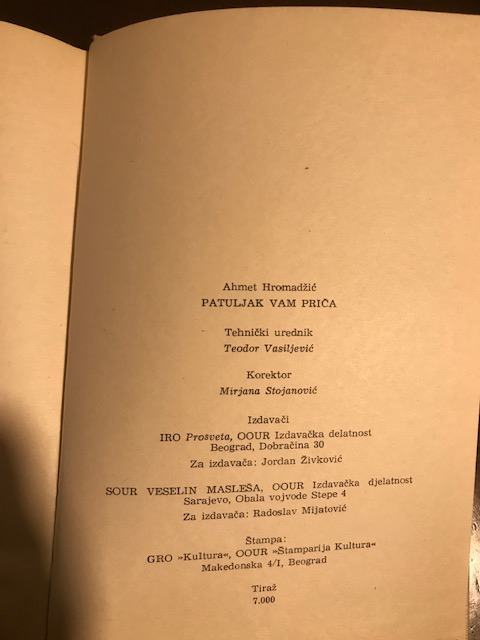 Ahmet Hromadžić
PATULJAK VAM PRIČA
Tehnički urednik
Teodor Vasiljević
Korektor
Mirjana Stojanović
Izdavači
IRO Prosveta, OOUR Izdavačka delatnost
Beograd, Dobračina 30
Za izdavača: Jordan Živković
SOUR VESELIN MASLEŠA, OOUR Izdavačka djelatnost
Sarajevo, Obala vojvode Stepe 4
Za izdavača: Radoslav Mijatović
Štampa:
GRO »Kultura«, OOUR »Štamparija Kultura«
Makedonska 4/I, Beograd
Tiraž
7.000